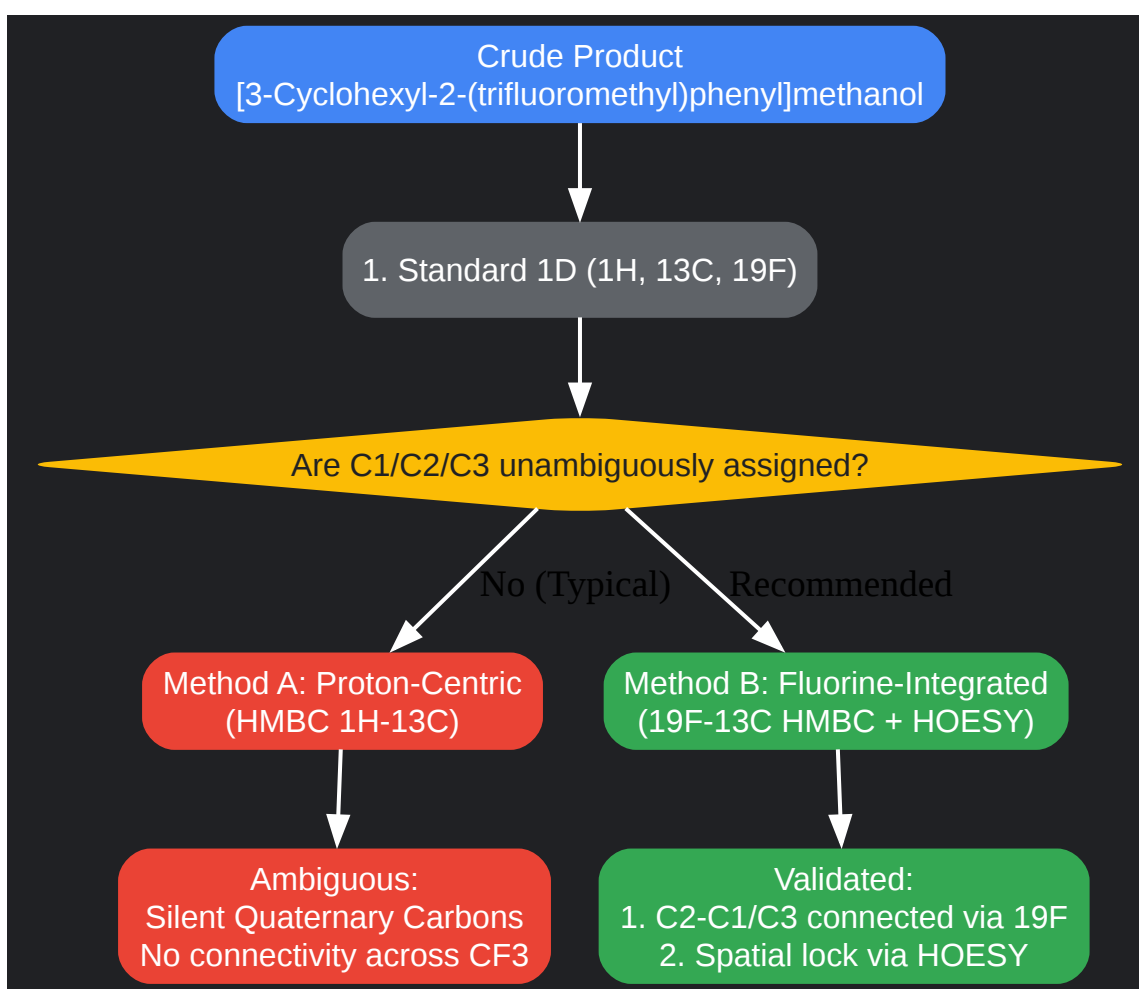 Crude Product
[3-Cyclohexyl-2-(trifluoromethyl)phenyl]methanol
1. Standard 1D (1H, 13C, 19F)
Are C1/C2/C3 unambiguously assigned?
No (Typical)
Recommended
Method A: Proton-Centric
(HMBC 1H-13C)
Method B: Fluorine-Integrated
(19F-13C HMBC + HOESY)
Ambiguous:
Silent Quaternary Carbons
No connectivity across CF3
Validated:
1. C2-C1/C3 connected via 19F
2. Spatial lock via HOESY